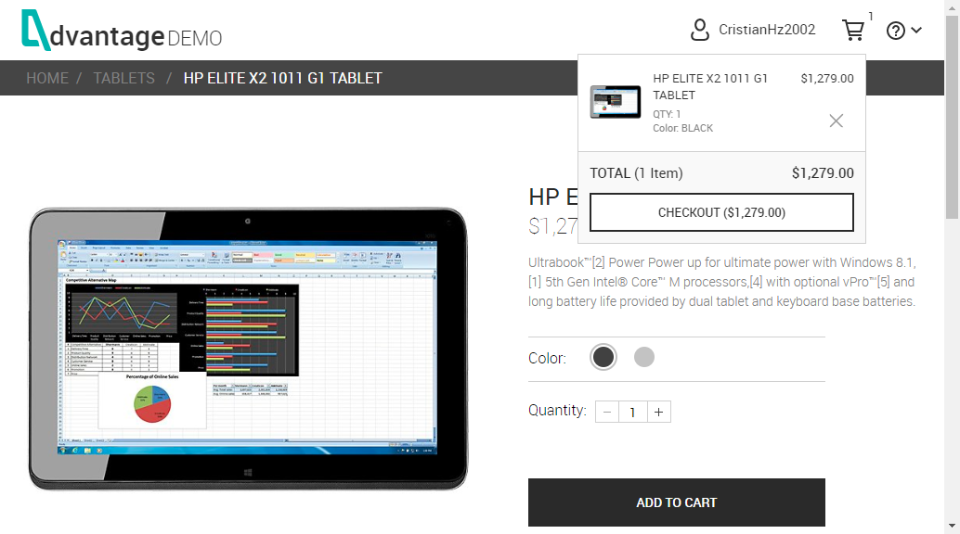 Advantage DEMO
CristianHz2002
1
HOME / TABLETS / HP ELITE X2 1011 G1 TABLET
HP ELITE X2 1011 G1
TABLET
$1,279.00
QTY: 1
Color: BLACK
TOTAL (1 Item)
$1,279.00
CHECKOUT ($1,279.00)
HP E
$1,27
Ultrabook™[2] Power Power up for ultimate power with Windows 8.1,
[1] 5th Gen Intel® Core™ M processors,[4] with optional vPro™[5] and
long battery life provided by dual tablet and keyboard base batteries.
Color:
Quantity:
1
ADD TO CART
Competitive Alternative Map
Percentage of Online Sales